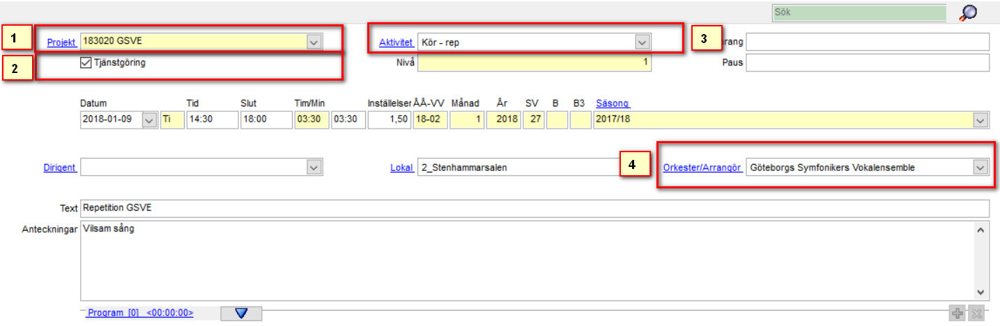 Sök
1 Projekt 183020 GSVE Aktivitet Kör - rep 3 rang
2 Tjänstgöring Nivå 1 Paus
Datum Tid Slut Tim/Min Inställelser ÅÅ-VV Månad År SV B B3 Säsong
2018-01-09 Ti 14:30 18:00 03:30 03:30 1,50 18-02 1 2018 27 2017/18
Dirigent Lokal 2_Stenhammarsalen 4 Orkester/Arrangör Göteborgs Symfonikers Vokalensemble
Text Repetition GSVE
Anteckningar Vilsam sång
Program [0] <00:00:00>